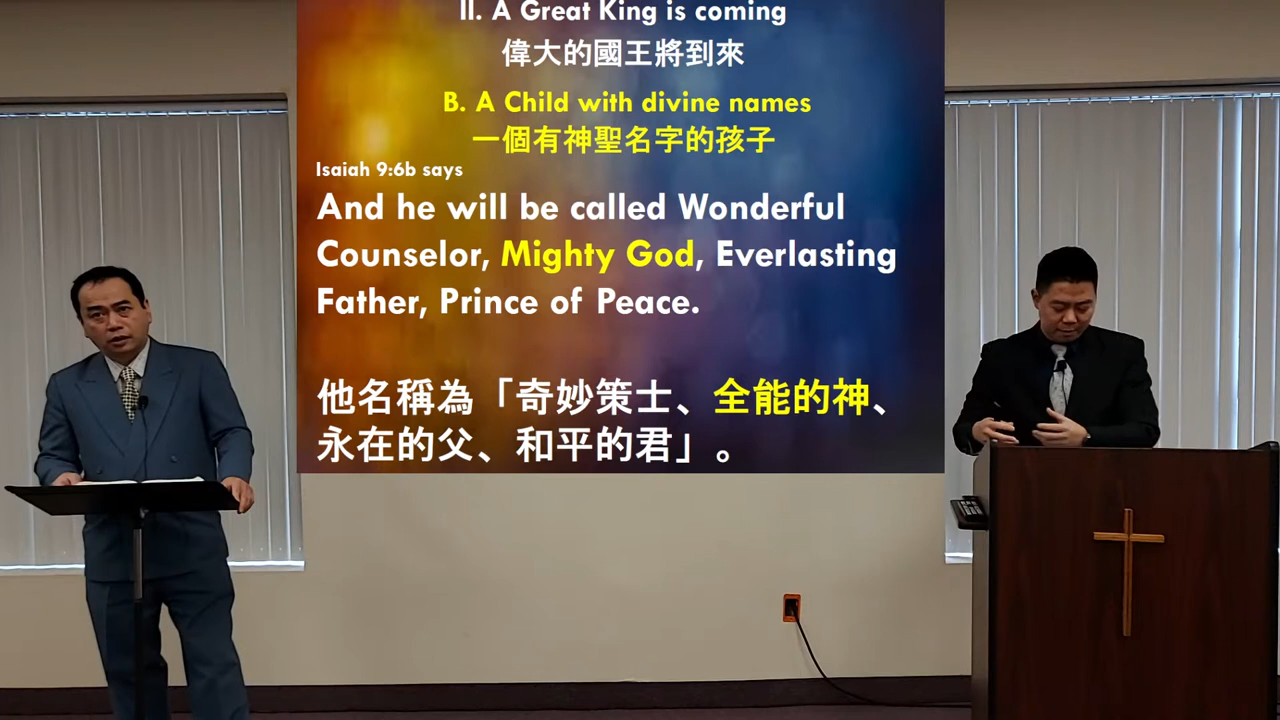 II. A Great King is coming
偉大的國王將到來
B. A Child with divine names
一個有神聖名字的孩子
Isaiah 9:6b says
And he will be called Wonderful
Counselor, Mighty God, Everlasting
Father, Prince of Peace.
他名稱為「奇妙策士、全能的神、
永在的父、和平的君」。